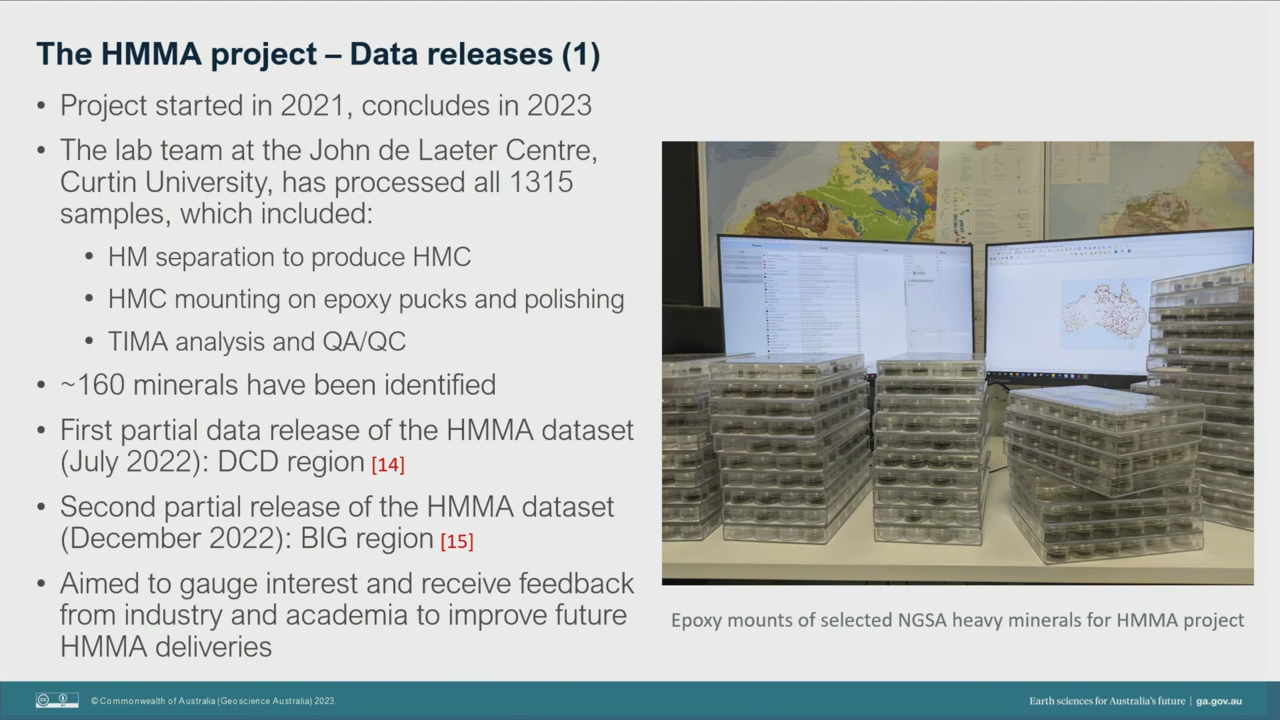 The HMMA project – Data releases (1)
• Project started in 2021, concludes in 2023
• The lab team at the John de Laeter Centre,
Curtin University, has processed all 1315
samples, which included:
• HM separation to produce HMC
• HMC mounting on epoxy pucks and polishing
• TIMA analysis and QA/QC
• ~160 minerals have been identified
• First partial data release of the HMMA dataset
(July 2022): DCD region [14]
• Second partial release of the HMMA dataset
(December 2022): BIG region [15]
• Aimed to gauge interest and receive feedback
from industry and academia to improve future
HMMA deliveries
Epoxy mounts of selected NGSA heavy minerals for HMMA project
© Commonwealth of Australia (Geoscience Australia) 2023.
Earth sciences for Australia's future | ga.gov.au